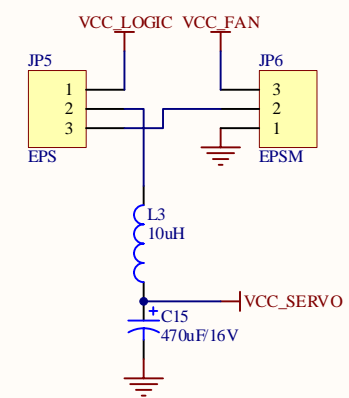 VCC_LOGIC VCC_FAN
JP5 JP6
1 3
2 2
3 1
EPS EPSM
L3
10uH
VCC_SERVO
+ C15
470uF/16V